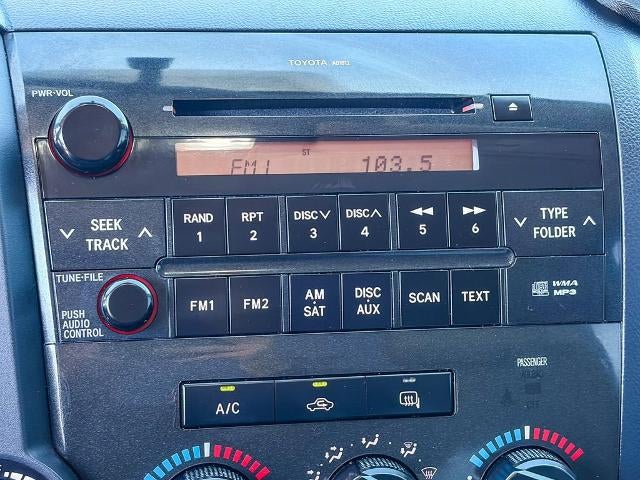 TOYOTA A51813
PWR·VOL
ST
FM1 103.5
SEEK
TRACK
RAND
1
RPT
2
DISC∨
3
DISC∧
4
◀◀
5
▶▶
6
TYPE
FOLDER
TUNE·FILE
PUSH
AUDIO
CONTROL
FM1
FM2
AM
·SAT
DISC·
AUX
SCAN
TEXT
WMA
MP3
PASSENGER
A/C